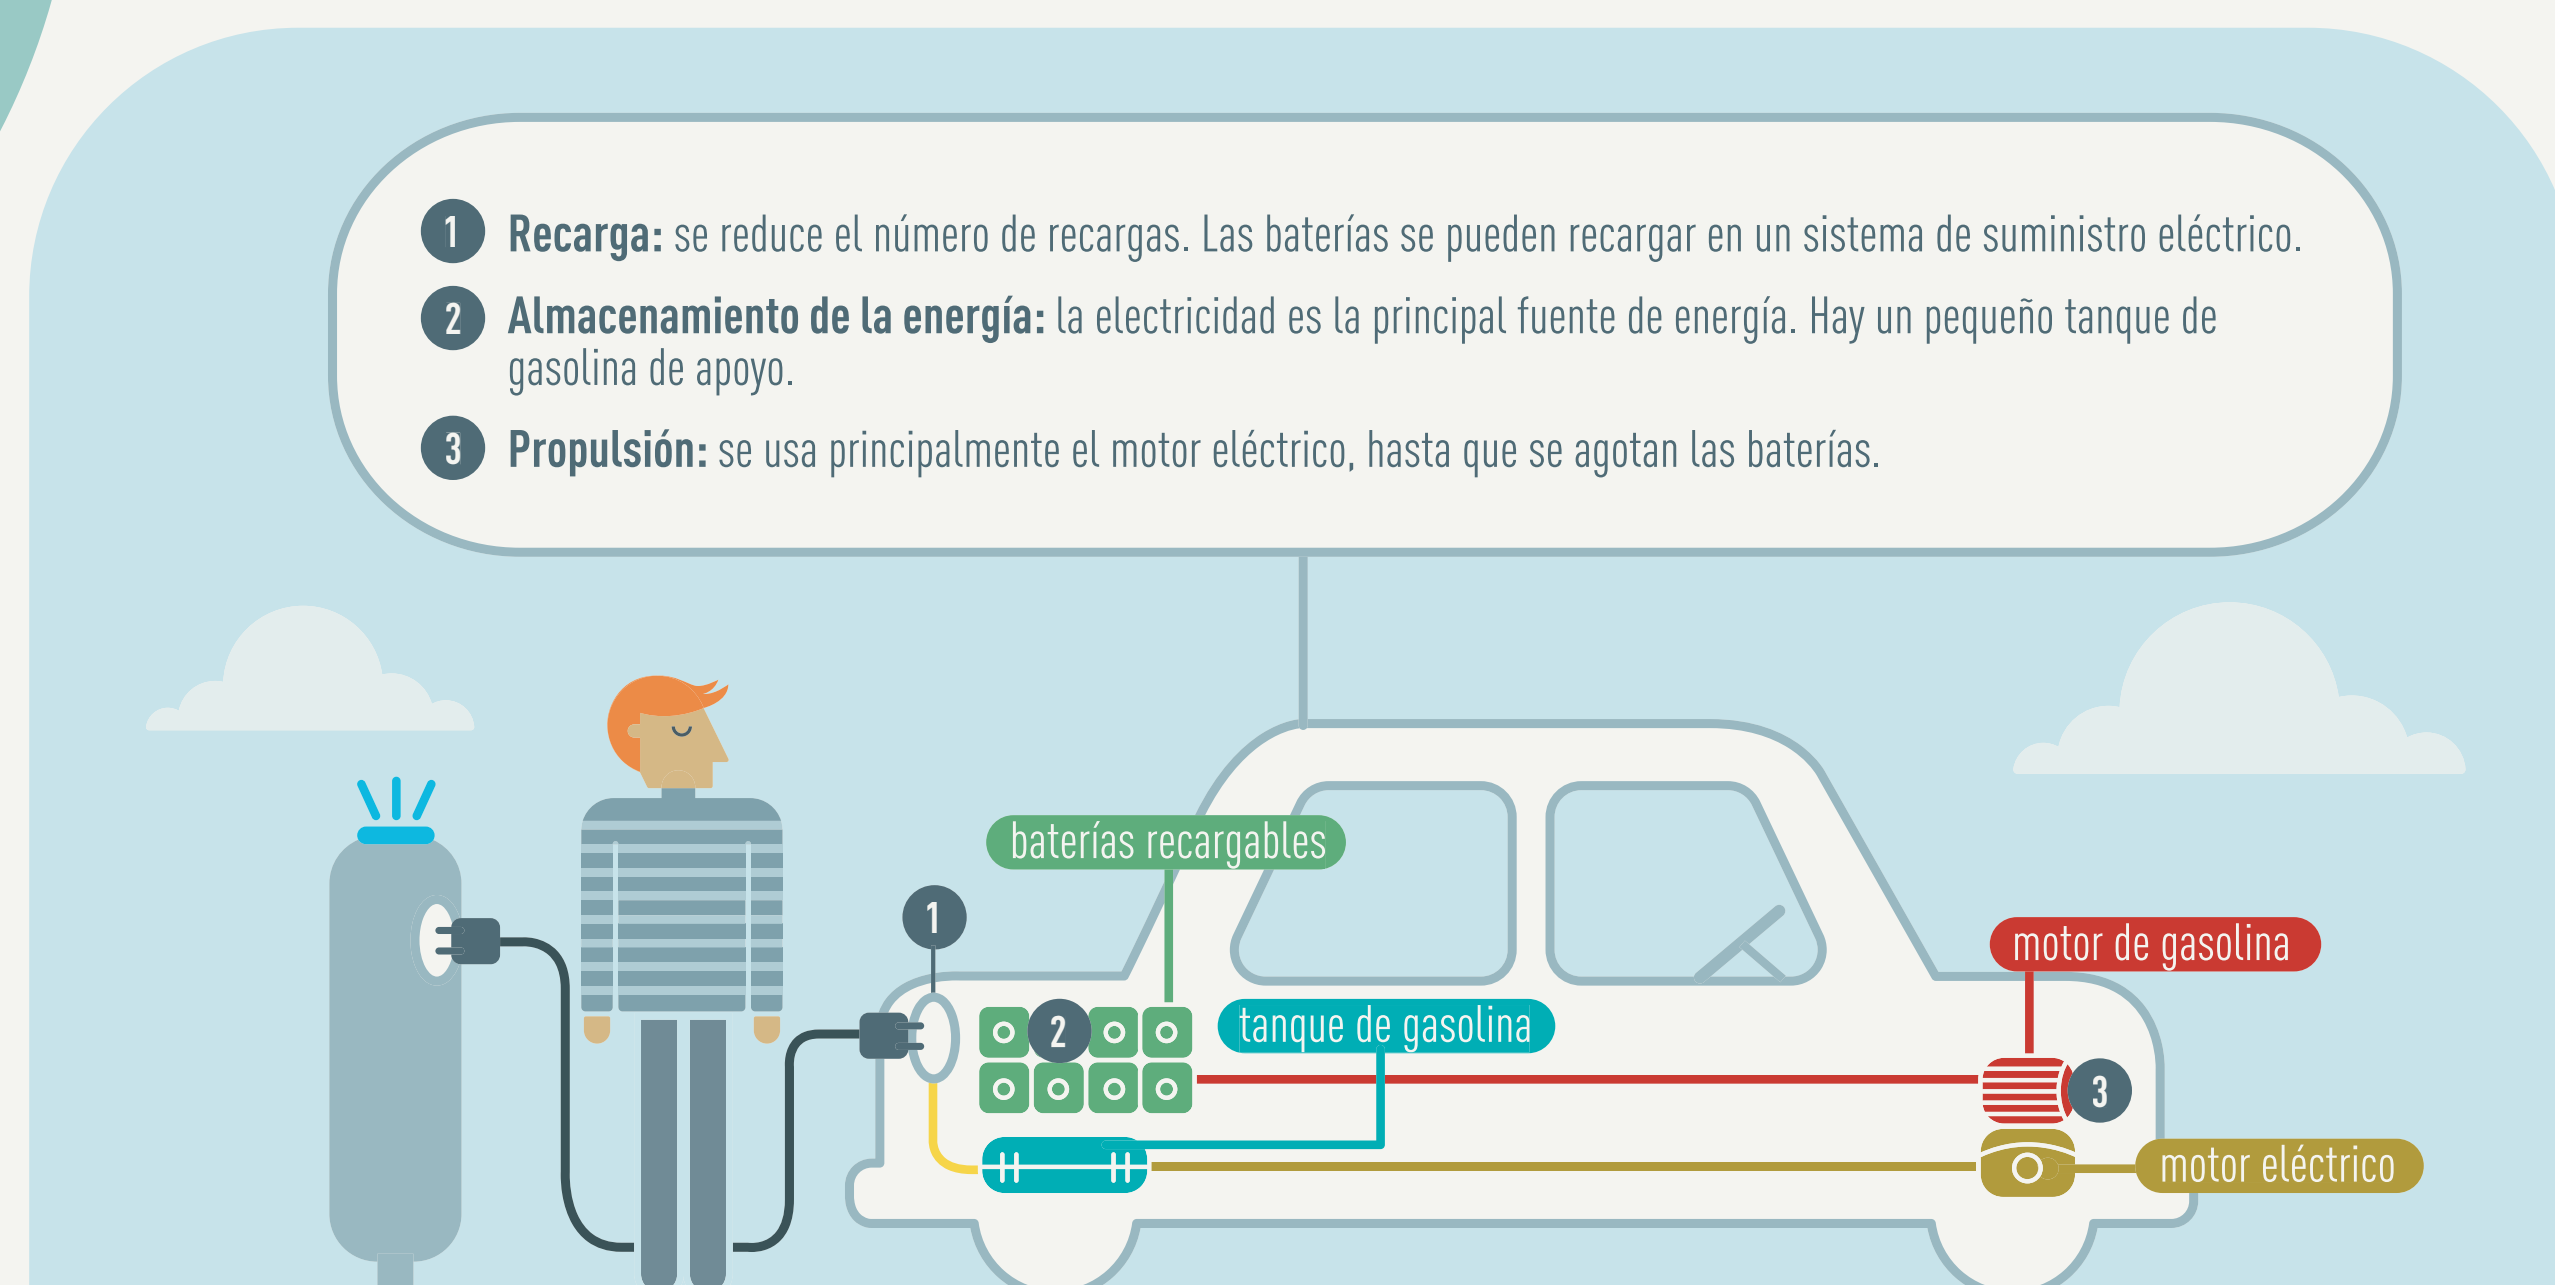 1 Recarga: se reduce el número de recargas. Las baterías se pueden recargar en un sistema de suministro eléctrico.
2 Almacenamiento de la energía: la electricidad es la principal fuente de energía. Hay un pequeño tanque de
gasolina de apoyo.
3 Propulsión: se usa principalmente el motor eléctrico, hasta que se agotan las baterías.
baterías recargables
1
motor de gasolina
2
tanque de gasolina
3
motor eléctrico